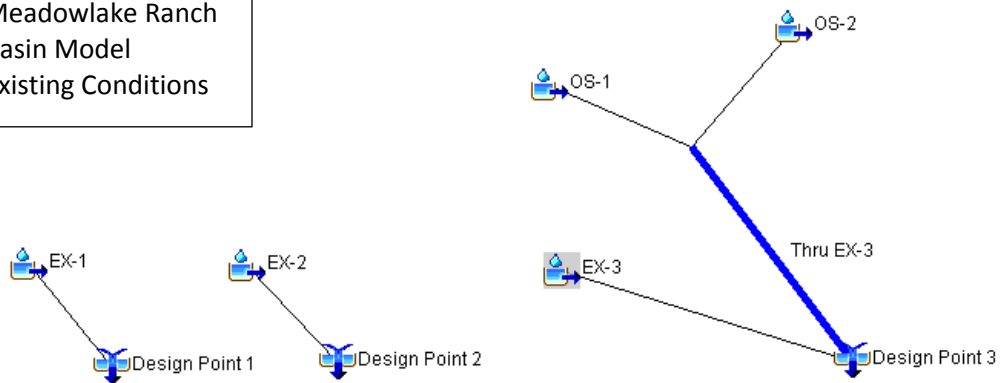 Meadowlake Ranch
asin Model
xisting Conditions
OS-2
OS-1
Thru EX-3
EX-1
EX-2
EX-3
Design Point 1
Design Point 2
Design Point 3